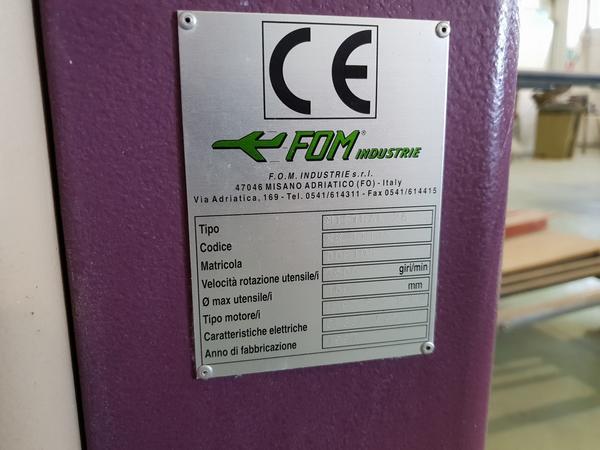 CE
FOM® INDUSTRIE
F.O.M. INDUSTRIE s.r.l.
47046 MISANO ADRIATICO (FO) - Italy
Via Adriatica, 169 - Tel. 0541/614311 - Fax 0541/614415
Tipo
Codice
Matricola
Velocità rotazione utensile/i giri/min
Ø max utensile/i mm
Tipo motore/i
Caratteristiche elettriche
Anno di fabbricazione